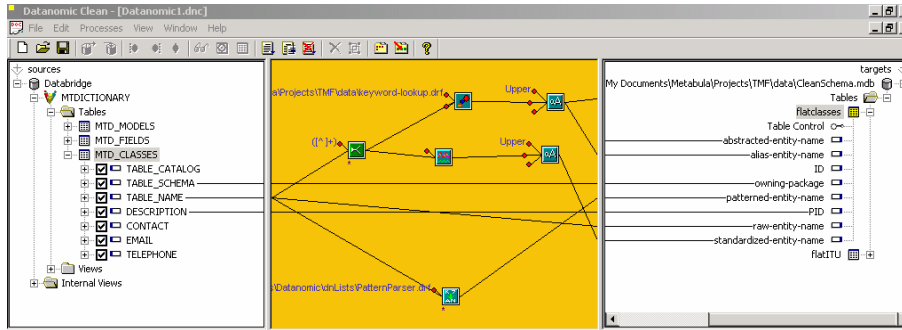 Datanomic Clean - [Datanomic1.dnc]
File Edit Processes View Window Help
sources
Databridge
MTDICTIONARY
Tables
MTD_MODELS
MTD_FIELDS
MTD_CLASSES
TABLE_CATALOG
TABLE_SCHEMA
TABLE_NAME
DESCRIPTION
CONTACT
EMAIL
TELEPHONE
Views
Internal Views
a\Projects\TMF\data\keyword-lookup.drf
Upper
([^ ]+)
Upper
s\Datanomic\dnLists\PatternParser.drf
targets
My Documents\Metabula\Projects\TMF\data\CleanSchema.mdb
Tables
flatclasses
Table Control
abstracted-entity-name
alias-entity-name
ID
owning-package
patterned-entity-name
PID
raw-entity-name
standardized-entity-name
flatITU